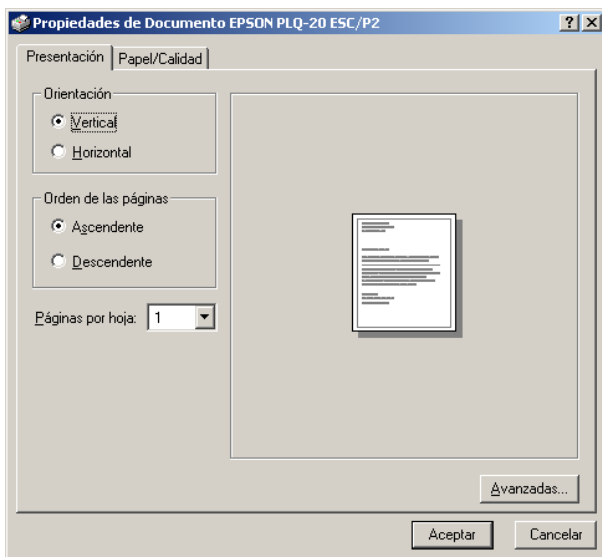 Propiedades de Documento EPSON PLQ-20 ESC/P2
Presentación
Papel/Calidad
Orientación
Vertical
Horizontal
Orden de las páginas
Ascendente
Descendente
Páginas por hoja: 1
Avanzadas...
Aceptar
Cancelar